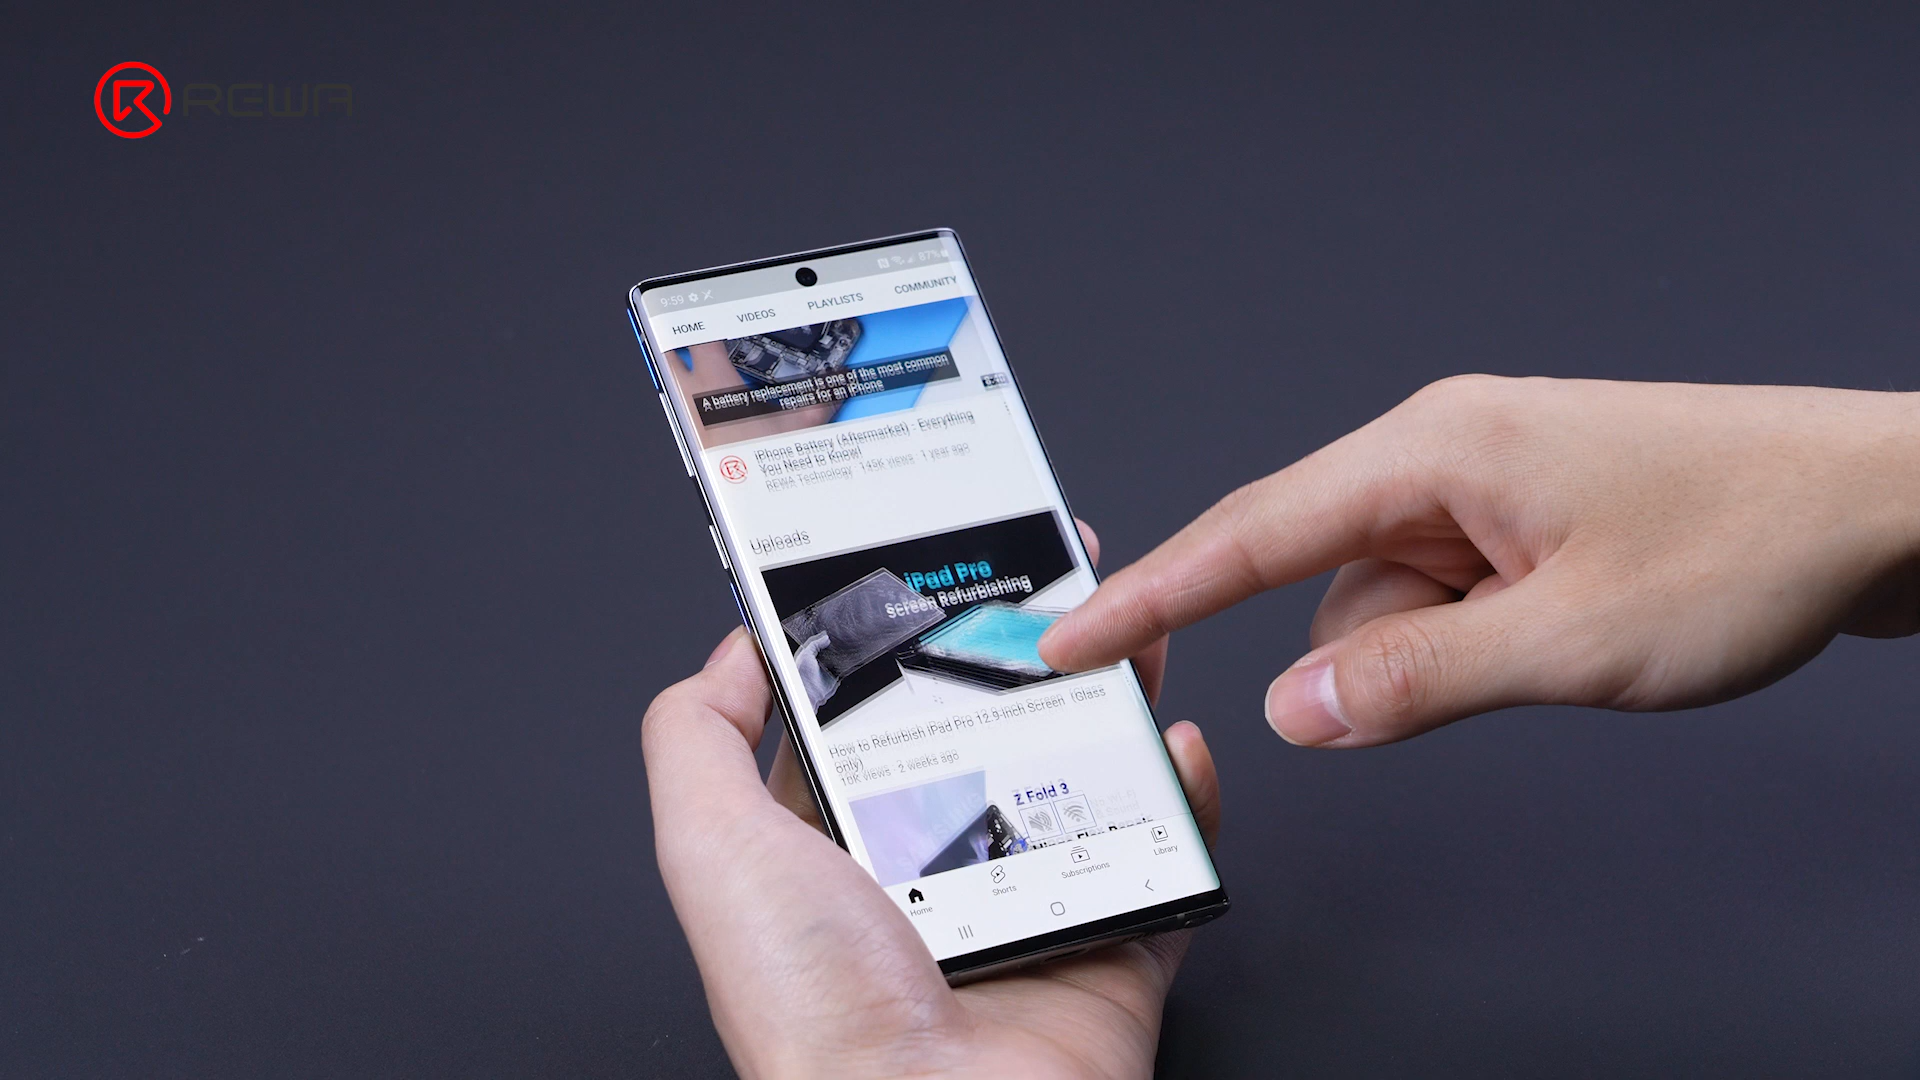 REWA
9:59
87%
HOME VIDEOS PLAYLISTS COMMUNITY
A battery replacement is one of the most common
repairs for an iPhone
iPhone Battery (Aftermarket) - Everything
You Need to Know!
REWA Technology · 145K views · 1 year ago
Uploads
iPad Pro
Screen Refurbishing
How to Refurbish iPad Pro 12.9-inch Screen (Glass
only)
10K views · 2 weeks ago
Z Fold 3
Home Shorts Subscriptions Library